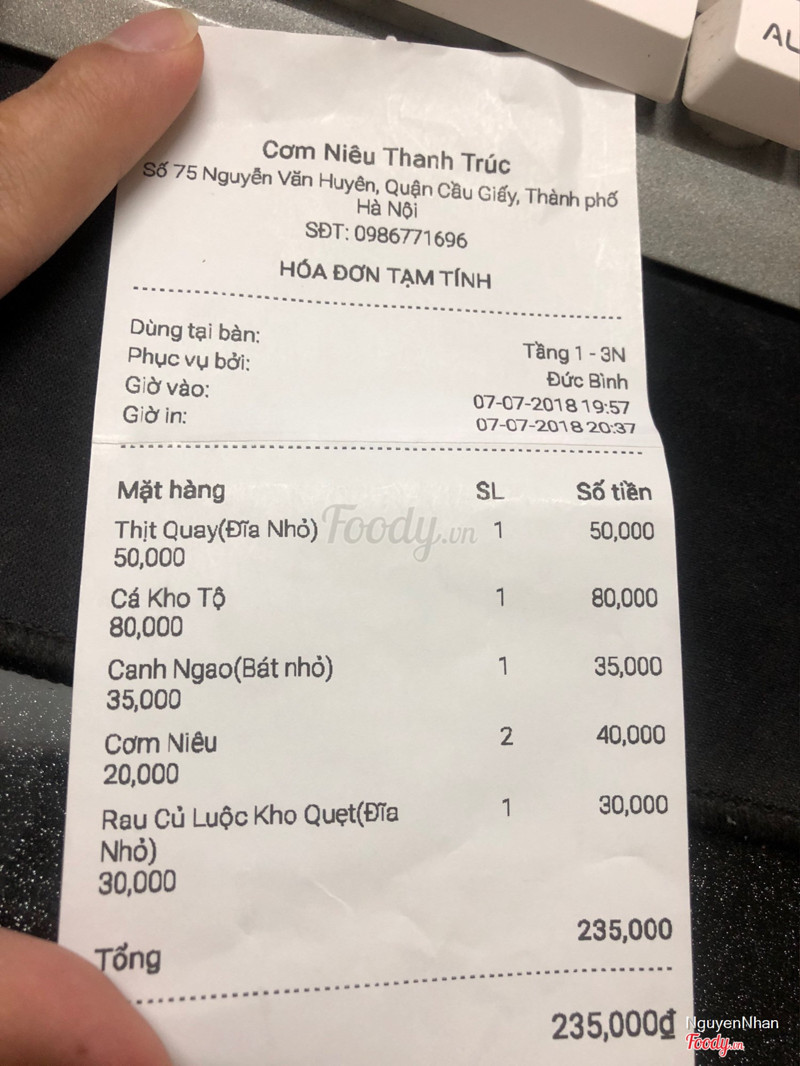 AL
Cơm Niêu Thanh Trúc
Số 75 Nguyễn Văn Huyên, Quận Cầu Giấy, Thành phố
Hà Nội
SĐT: 0986771696
HÓA ĐƠN TẠM TÍNH
Dùng tại bàn: Tầng 1 - 3N
Phục vụ bởi: Đức Bình
Giờ vào: 07-07-2018 19:57
Giờ in: 07-07-2018 20:37
Mặt hàng SL Số tiền
Thịt Quay(Đĩa Nhỏ) 1 50,000
50,000
Foody.vn
Cá Kho Tộ 1 80,000
80,000
Canh Ngao(Bát nhỏ) 1 35,000
35,000
Cơm Niêu 2 40,000
20,000
Rau Củ Luộc Kho Quẹt(Đĩa 1 30,000
Nhỏ)
30,000
Tổng 235,000
235,000₫
NguyenNhan
Foody.vn